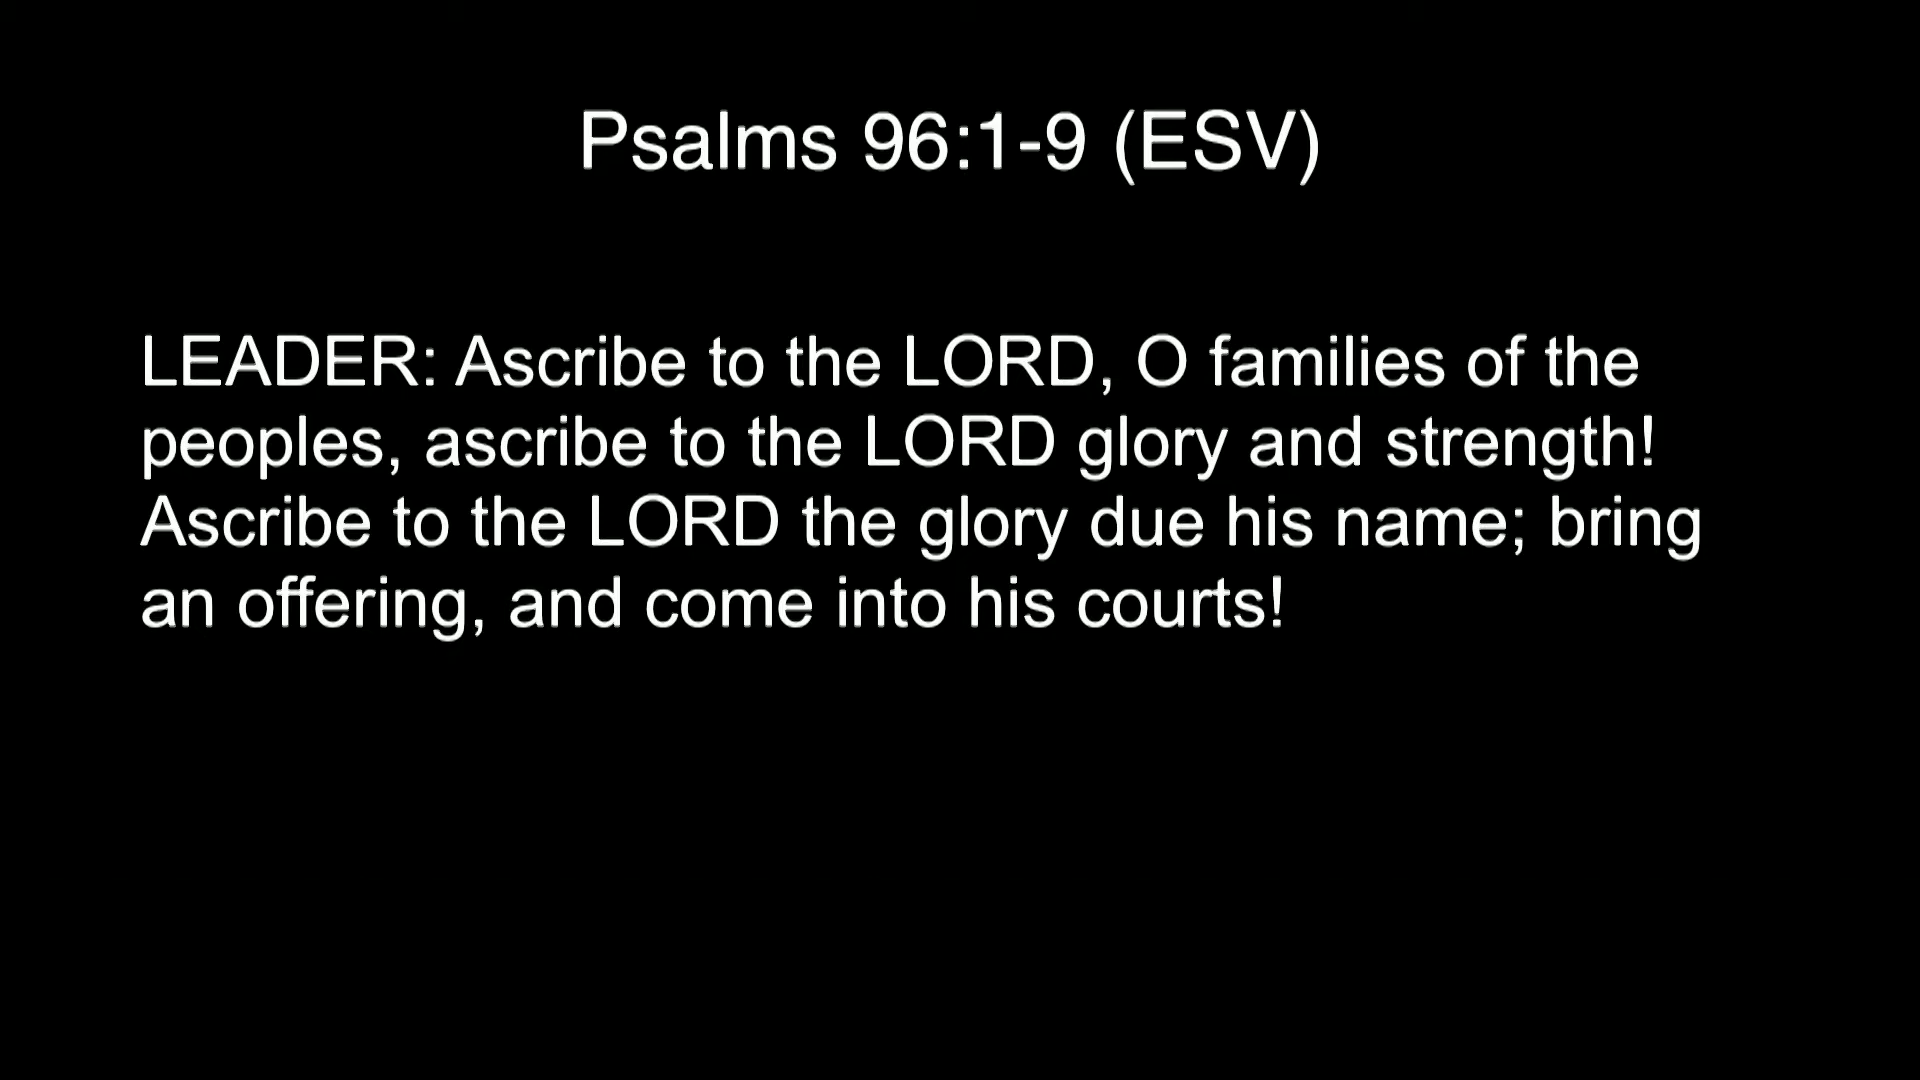 Psalms 96:1-9 (ESV)
LEADER: Ascribe to the LORD, O families of the
peoples, ascribe to the LORD glory and strength!
Ascribe to the LORD the glory due his name; bring
an offering, and come into his courts!